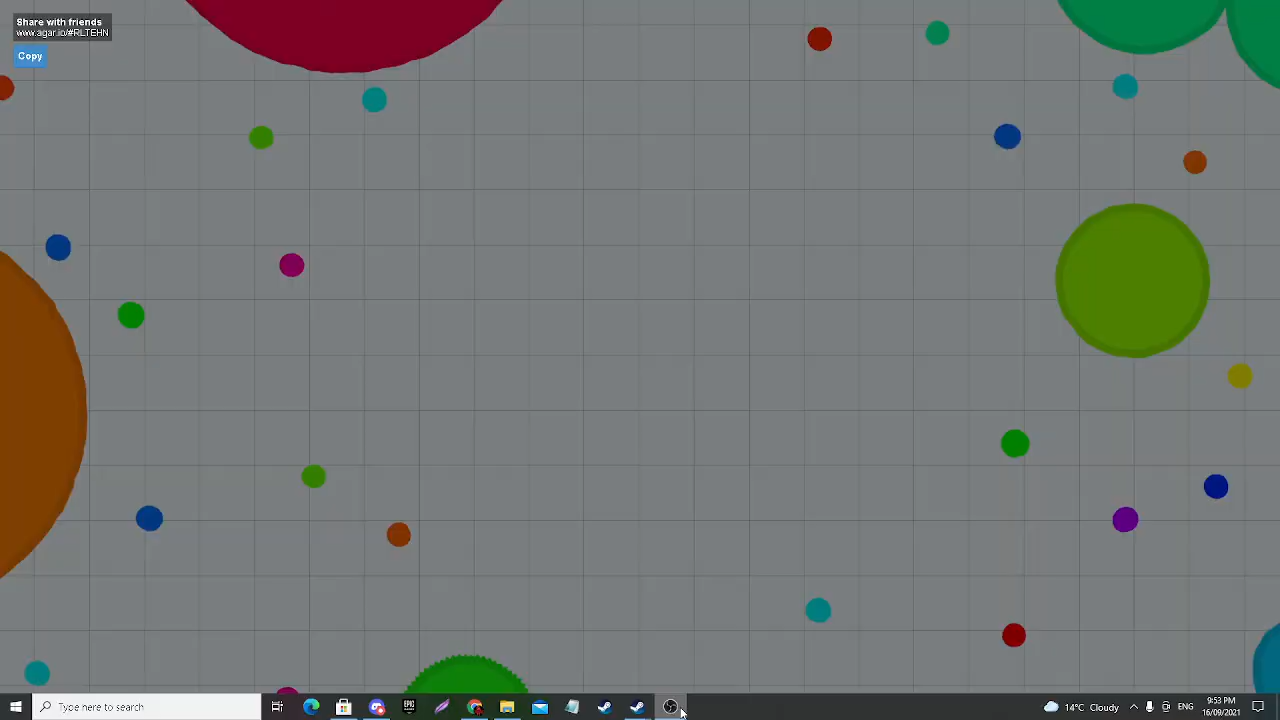 Share with friends
www.agar.io/#RLTEHN
Copy
Type here to search
EPIC
14°C Cloudy
ENG
9:53 PM
16/09/2021